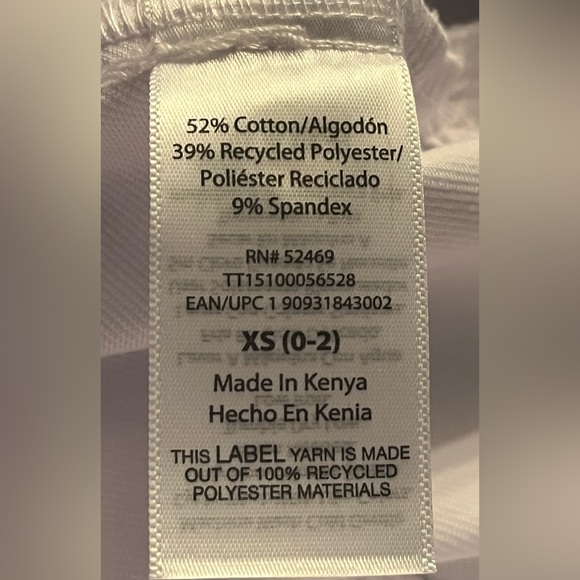 52% Cotton/Algodón
39% Recycled Polyester/
Poliéster Reciclado
9% Spandex
RN# 52469
TT15100056528
EAN/UPC 1 90931843002
XS (0-2)
Made In Kenya
Hecho En Kenia
THIS LABEL YARN IS MADE
OUT OF 100% RECYCLED
POLYESTER MATERIALS